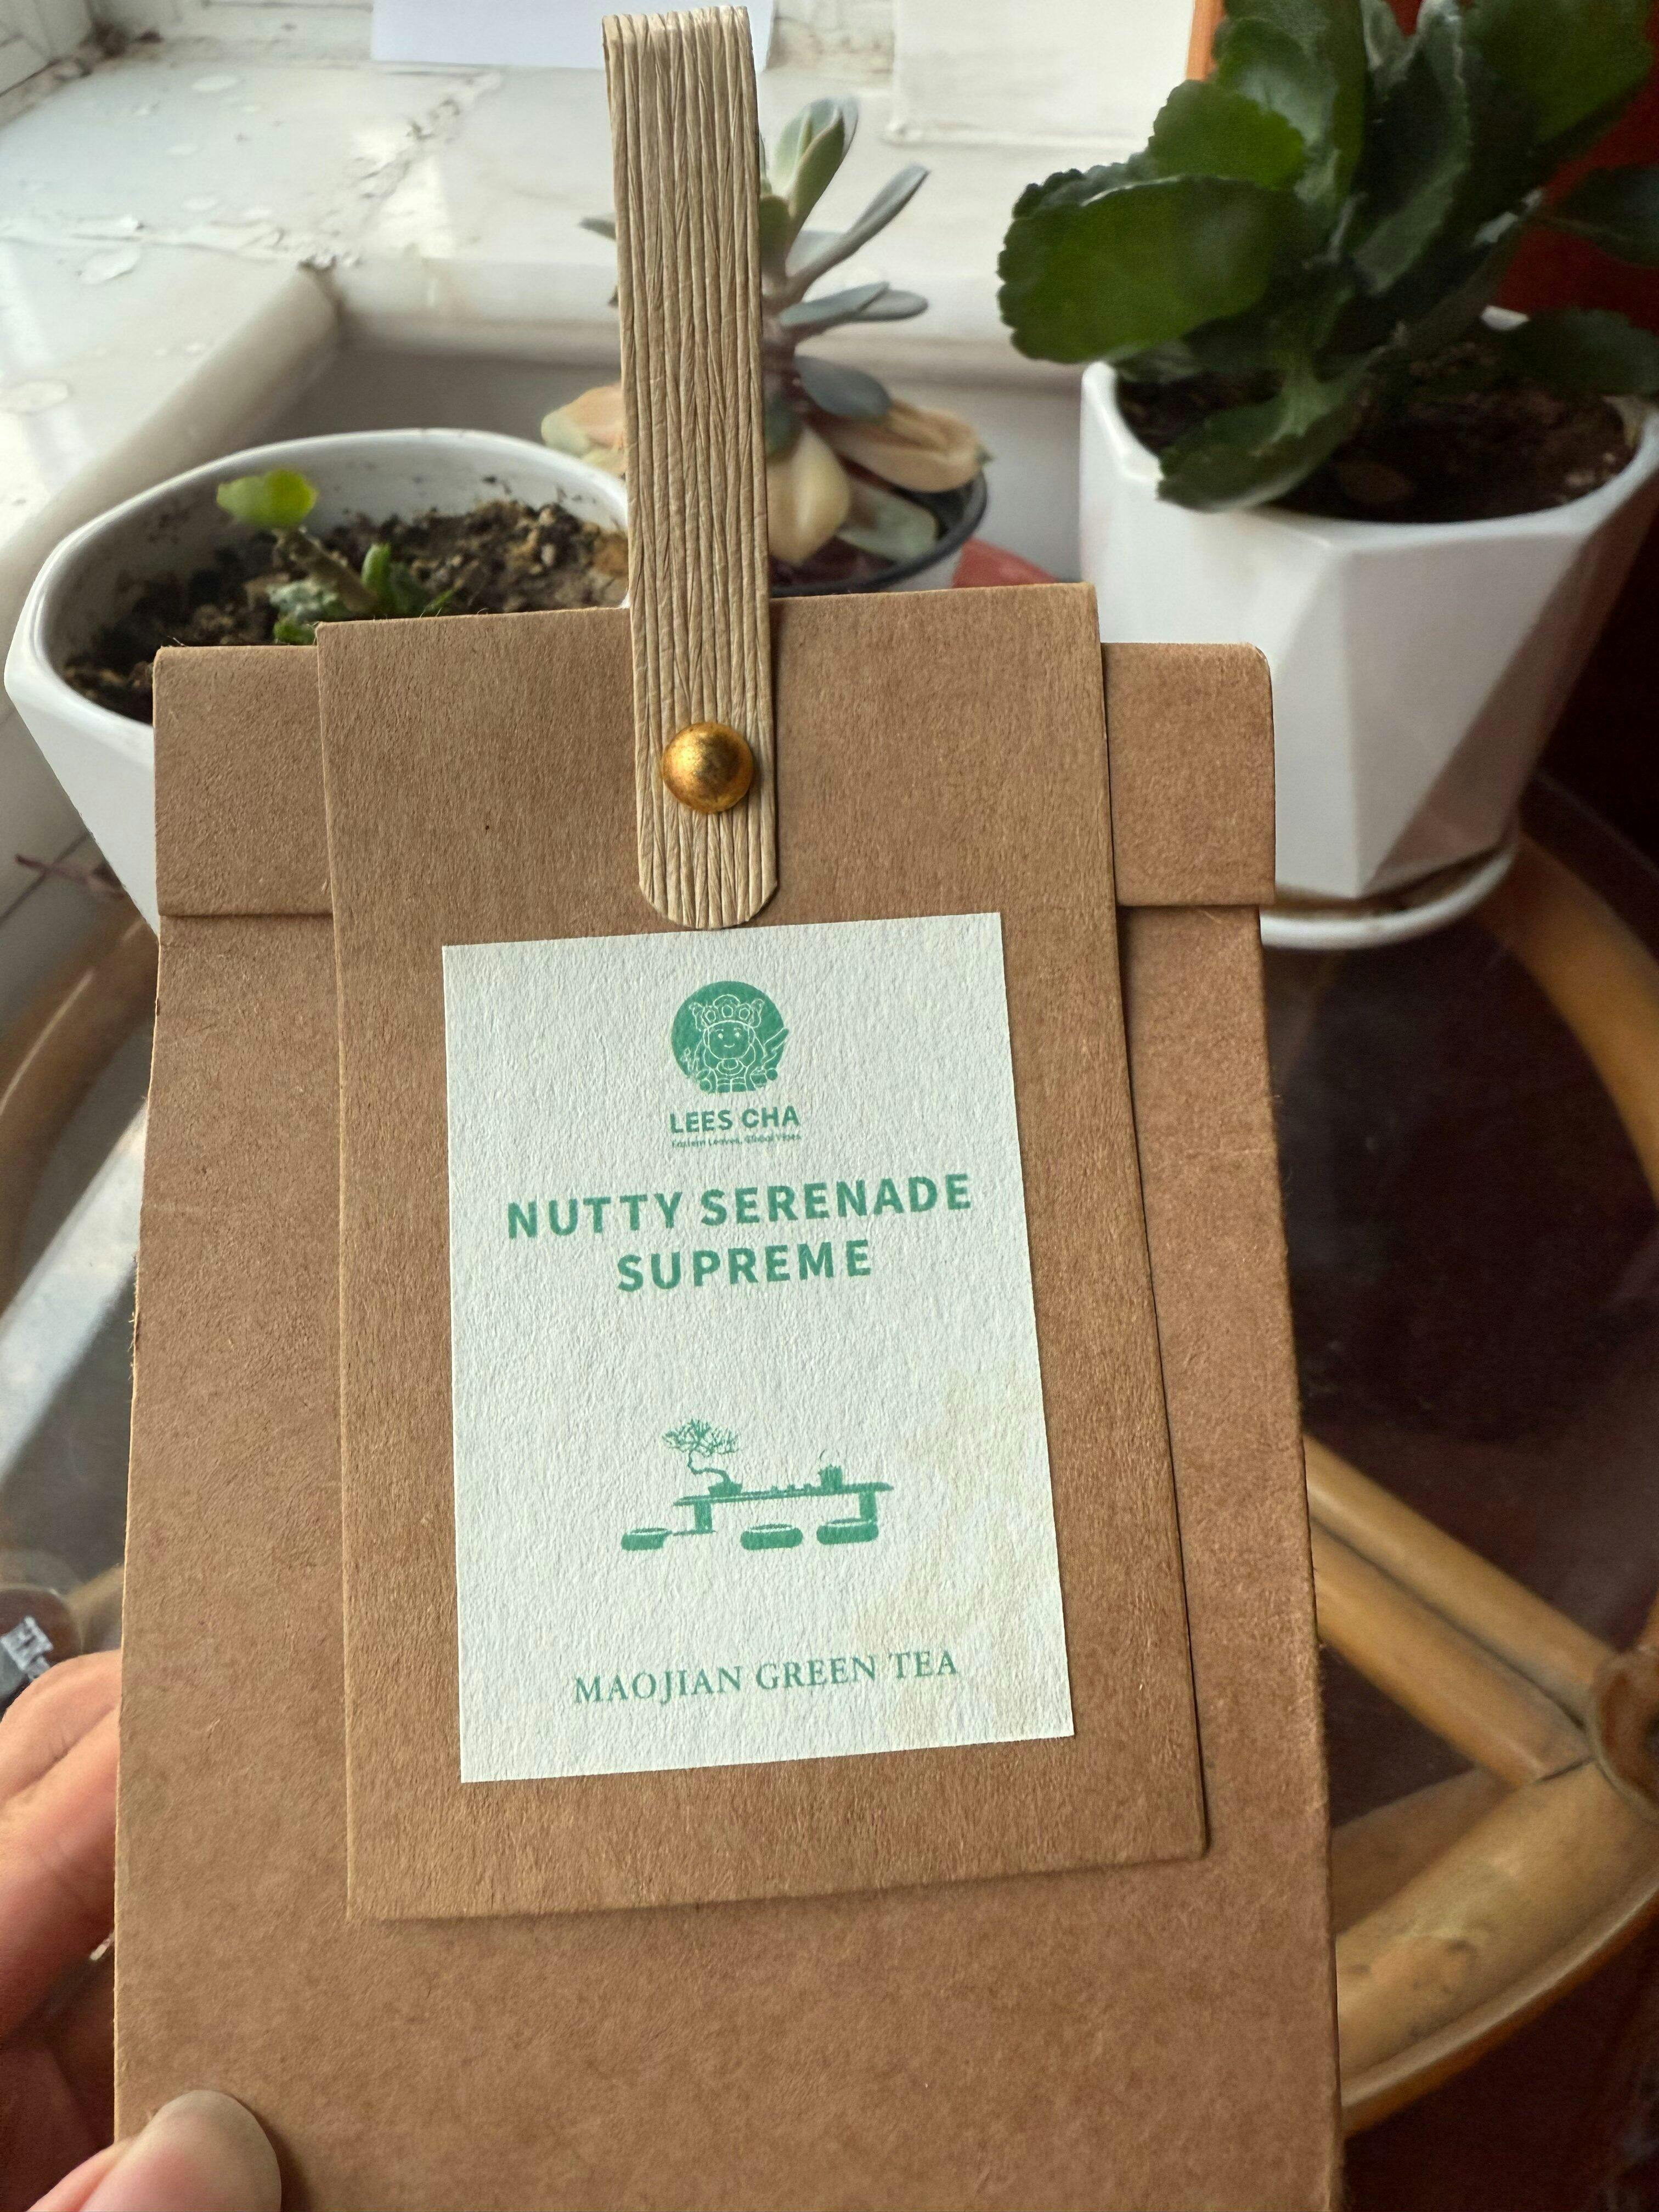 LEES CHA
Eastern Leaves, Global Vibes
NUTTY SERENADE
SUPREME
MAOJIAN GREEN TEA